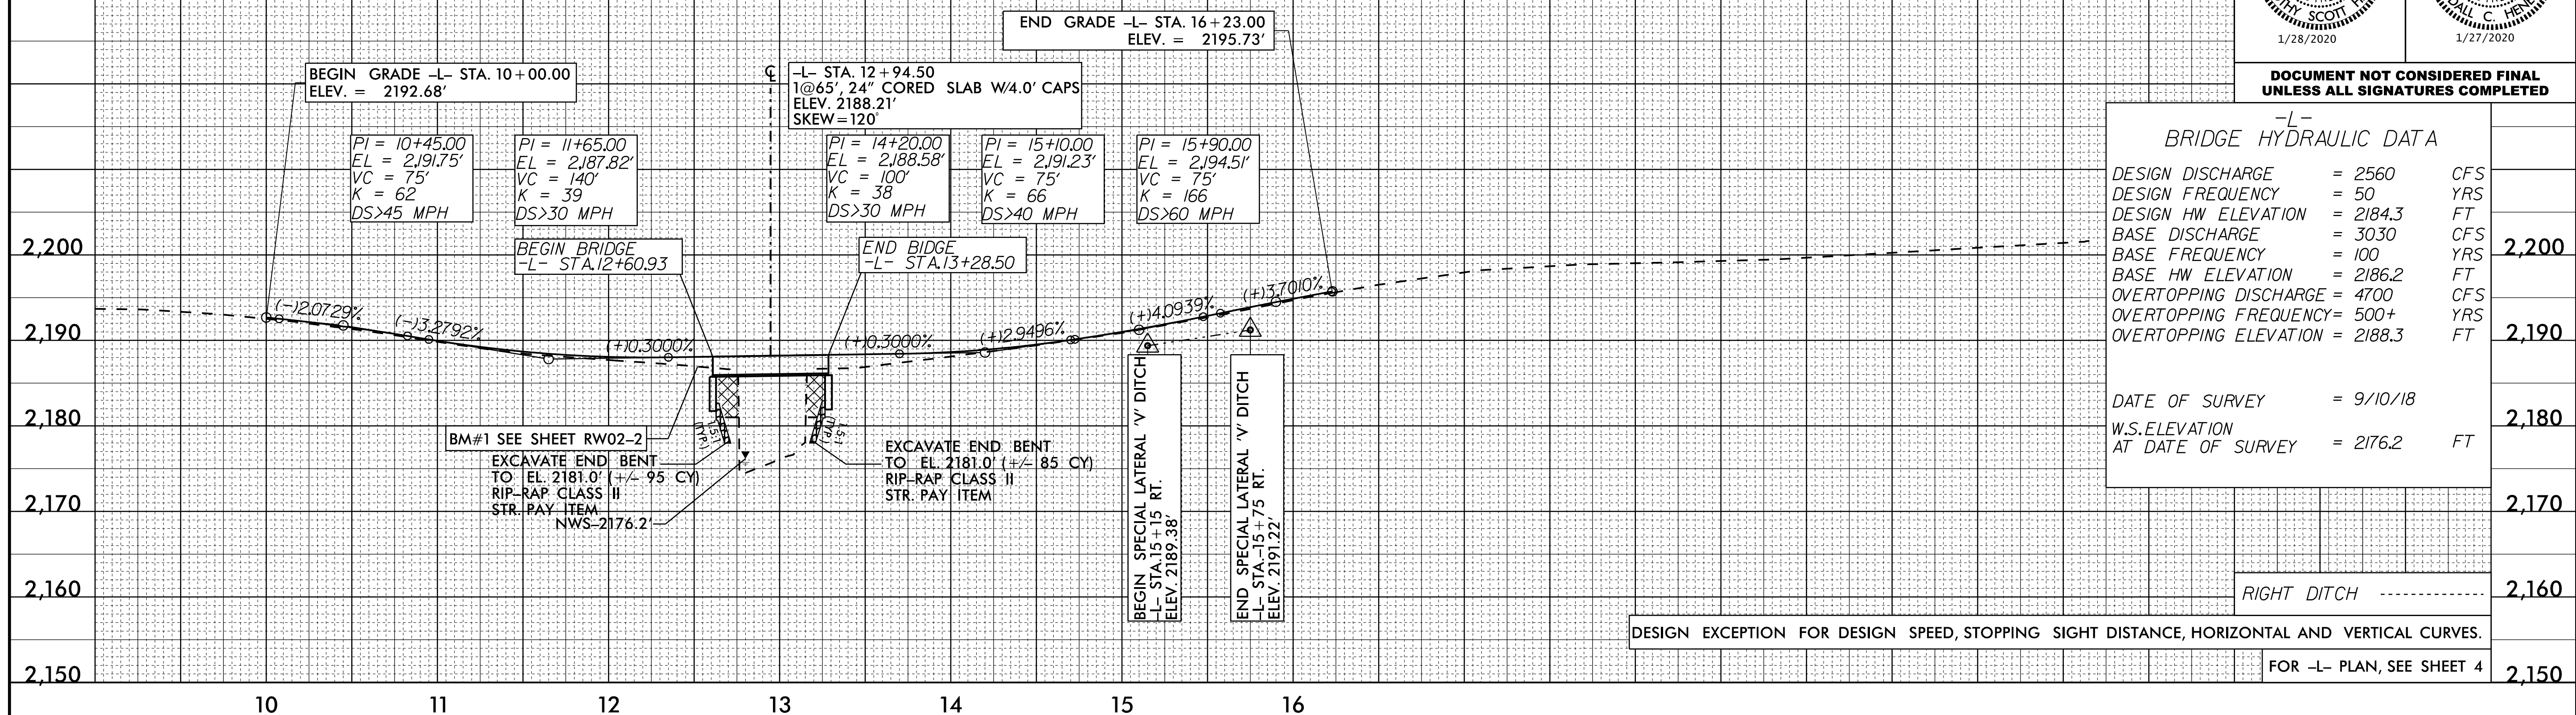 END GRADE -L- STA. 16+23.00
ELEV. = 2195.73'
BEGIN GRADE -L- STA. 10+00.00
ELEV. = 2192.68'
-L- STA. 12+94.50
1@65', 24" CORED SLAB W/4.0' CAPS
ELEV. 2188.21'
SKEW=120°
PI = 10+45.00
EL = 2,191.75'
VC = 75'
K = 62
DS>45 MPH
PI = 11+65.00
EL = 2,187.82'
VC = 140'
K = 39
DS>30 MPH
PI = 14+20.00
EL = 2,188.58'
VC = 100'
K = 38
DS>30 MPH
PI = 15+10.00
EL = 2,191.23'
VC = 75'
K = 66
DS>40 MPH
PI = 15+90.00
EL = 2,194.51'
VC = 75'
K = 166
DS>60 MPH
BEGIN BRIDGE
-L- STA.12+60.93
END BIDGE
-L- STA.13+28.50
(-)2.0729%
(-)3.2792%
(+)0.3000%
(+)0.3000%
(+)2.9496%
(+)4.0939%
(+)3.7010%
BM#1 SEE SHEET RW02-2
EXCAVATE END BENT
TO EL. 2181.0' (+/- 95 CY)
RIP-RAP CLASS II
STR. PAY ITEM
NWS-2176.2'
1.5:1
(TYP.)
1.5:1
(TYP.)
EXCAVATE END BENT
TO EL. 2181.0' (+/- 85 CY)
RIP-RAP CLASS II
STR. PAY ITEM
BEGIN SPECIAL LATERAL 'V' DITCH
-L- STA.15+15 RT.
ELEV. 2189.38'
END SPECIAL LATERAL 'V' DITCH
-L- STA.-15+75 RT.
ELEV. 2191.22'
SCOTT
1/28/2020
C.
1/27/2020
DOCUMENT NOT CONSIDERED FINAL
UNLESS ALL SIGNATURES COMPLETED
-L-
BRIDGE HYDRAULIC DATA
DESIGN DISCHARGE = 2560 CFS
DESIGN FREQUENCY = 50 YRS
DESIGN HW ELEVATION = 2184.3 FT
BASE DISCHARGE = 3030 CFS
BASE FREQUENCY = 100 YRS
BASE HW ELEVATION = 2186.2 FT
OVERTOPPING DISCHARGE = 4700 CFS
OVERTOPPING FREQUENCY= 500+ YRS
OVERTOPPING ELEVATION = 2188.3 FT
DATE OF SURVEY = 9/10/18
W.S.ELEVATION
AT DATE OF SURVEY = 2176.2 FT
RIGHT DITCH
DESIGN EXCEPTION FOR DESIGN SPEED, STOPPING SIGHT DISTANCE, HORIZONTAL AND VERTICAL CURVES.
FOR -L- PLAN, SEE SHEET 4
2,200
2,190
2,180
2,170
2,160
2,150
2,200
2,190
2,180
2,170
2,160
2,150
10 11 12 13 14 15 16